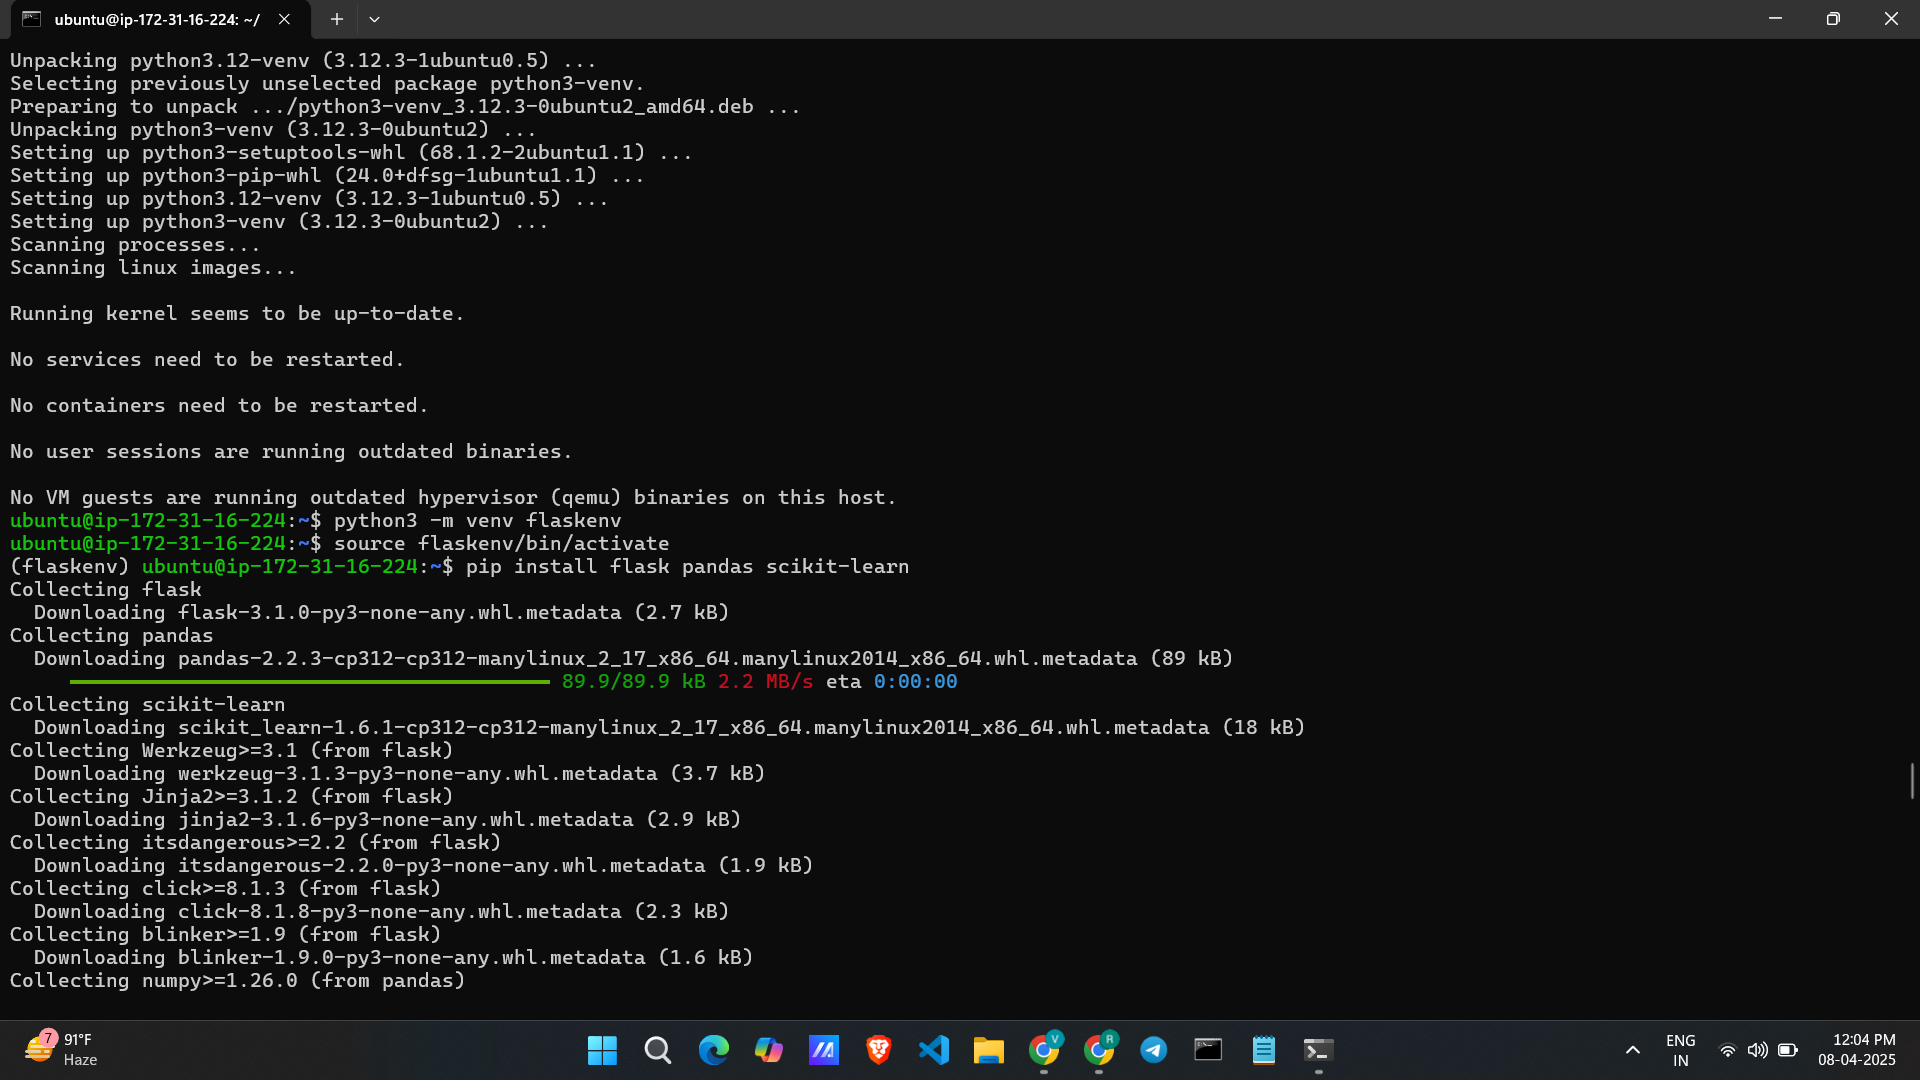 ubuntu@ip-172-31-16-224: ~/
Unpacking python3.12-venv (3.12.3-1ubuntu0.5) ...
Selecting previously unselected package python3-venv.
Preparing to unpack .../python3-venv_3.12.3-0ubuntu2_amd64.deb ...
Unpacking python3-venv (3.12.3-0ubuntu2) ...
Setting up python3-setuptools-whl (68.1.2-2ubuntu1.1) ...
Setting up python3-pip-whl (24.0+dfsg-1ubuntu1.1) ...
Setting up python3.12-venv (3.12.3-1ubuntu0.5) ...
Setting up python3-venv (3.12.3-0ubuntu2) ...
Scanning processes...
Scanning linux images...
Running kernel seems to be up-to-date.
No services need to be restarted.
No containers need to be restarted.
No user sessions are running outdated binaries.
No VM guests are running outdated hypervisor (qemu) binaries on this host.
ubuntu@ip-172-31-16-224:~$ python3 -m venv flaskenv
ubuntu@ip-172-31-16-224:~$ source flaskenv/bin/activate
(flaskenv) ubuntu@ip-172-31-16-224:~$ pip install flask pandas scikit-learn
Collecting flask
  Downloading flask-3.1.0-py3-none-any.whl.metadata (2.7 kB)
Collecting pandas
  Downloading pandas-2.2.3-cp312-cp312-manylinux_2_17_x86_64.manylinux2014_x86_64.whl.metadata (89 kB)
89.9/89.9 kB 2.2 MB/s eta 0:00:00
Collecting scikit-learn
  Downloading scikit_learn-1.6.1-cp312-cp312-manylinux_2_17_x86_64.manylinux2014_x86_64.whl.metadata (18 kB)
Collecting Werkzeug>=3.1 (from flask)
  Downloading werkzeug-3.1.3-py3-none-any.whl.metadata (3.7 kB)
Collecting Jinja2>=3.1.2 (from flask)
  Downloading jinja2-3.1.6-py3-none-any.whl.metadata (2.9 kB)
Collecting itsdangerous>=2.2 (from flask)
  Downloading itsdangerous-2.2.0-py3-none-any.whl.metadata (1.9 kB)
Collecting click>=8.1.3 (from flask)
  Downloading click-8.1.8-py3-none-any.whl.metadata (2.3 kB)
Collecting blinker>=1.9 (from flask)
  Downloading blinker-1.9.0-py3-none-any.whl.metadata (1.6 kB)
Collecting numpy>=1.26.0 (from pandas)
7
91°F
Haze
V
R
ENG
IN
12:04 PM
08-04-2025